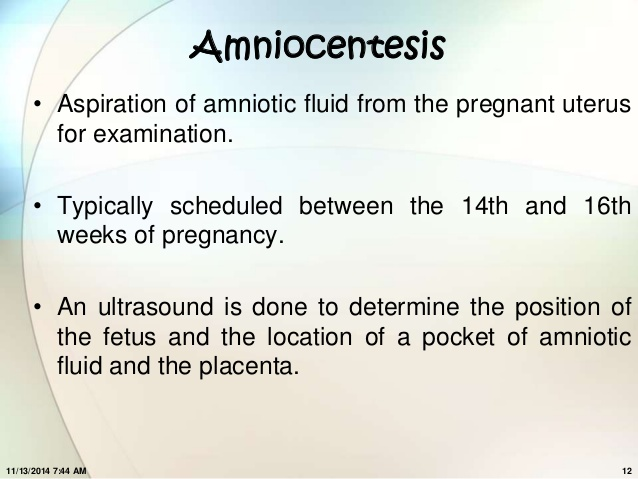 Amniocentesis
• Aspiration of amniotic fluid from the pregnant uterus
for examination.
• Typically scheduled between the 14th and 16th
weeks of pregnancy.
• An ultrasound is done to determine the position of
the fetus and the location of a pocket of amniotic
fluid and the placenta.
11/13/2014 7:44 AM
12